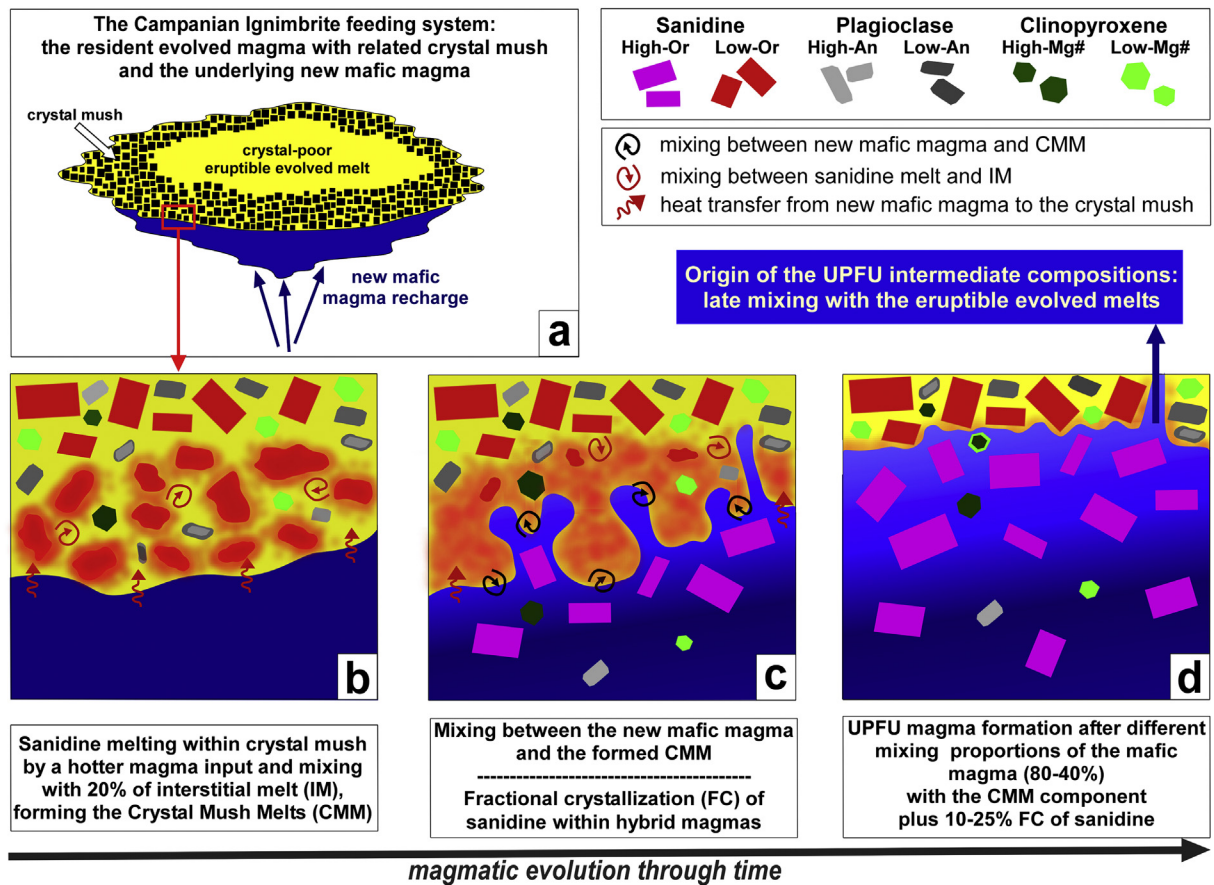 The Campanian Ignimbrite feeding system:
the resident evolved magma with related crystal mush
and the underlying new mafic magma
crystal mush
crystal-poor
eruptible evolved melt
new mafic
magma recharge
a
Sanidine Plagioclase Clinopyroxene
High-Or Low-Or High-An Low-An High-Mg# Low-Mg#
mixing between new mafic magma and CMM
mixing between sanidine melt and IM
heat transfer from new mafic magma to the crystal mush
Origin of the UPFU intermediate compositions:
late mixing with the eruptible evolved melts
b
c
d
Sanidine melting within crystal mush
by a hotter magma input and mixing
with 20% of interstitial melt (IM),
forming the Crystal Mush Melts (CMM)
Mixing between the new mafic magma
and the formed CMM
Fractional crystallization (FC) of
sanidine within hybrid magmas
UPFU magma formation after different
mixing proportions of the mafic
magma (80-40%)
with the CMM component
plus 10-25% FC of sanidine
magmatic evolution through time